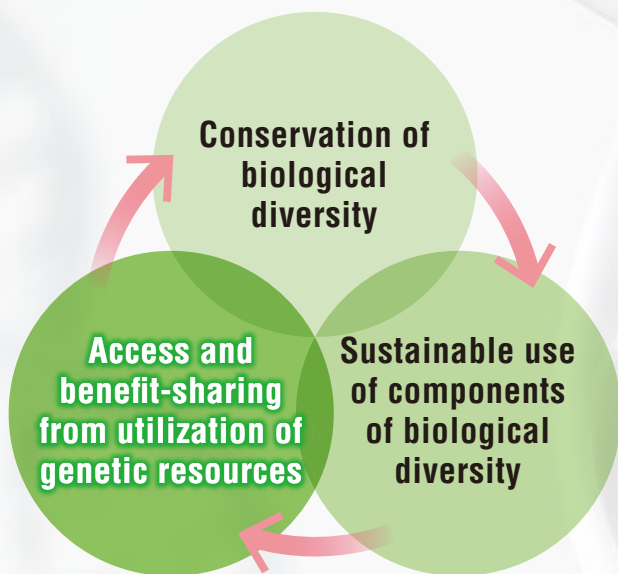 Conservation of
biological
diversity
Access and
benefit-sharing
from utilization of
genetic resources
Sustainable use
of components
of biological
diversity